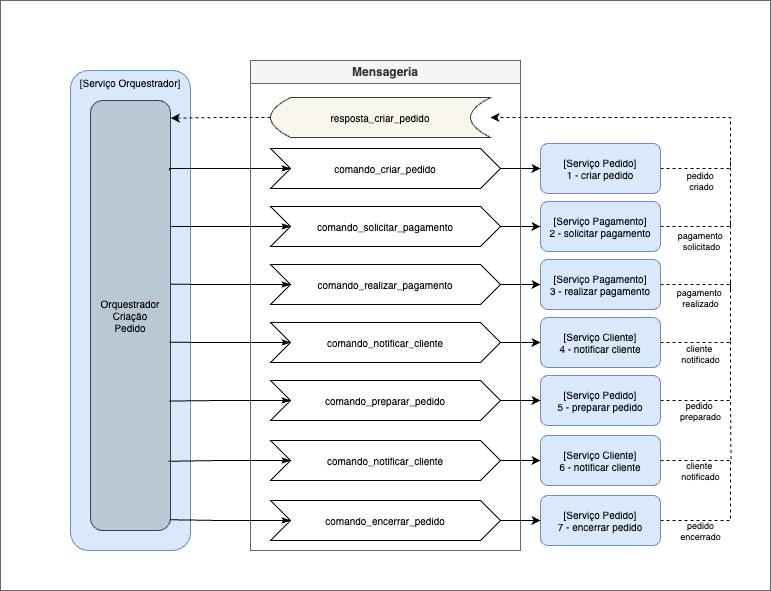 Mensageria
[Serviço Orquestrador]
resposta_criar_pedido
comando_criar_pedido
[Serviço Pedido]
1 - criar pedido
pedido
criado
comando_solicitar_pagamento
[Serviço Pagamento]
2 - solicitar pagamento
pagamento
solicitado
comando_realizar_pagamento
[Serviço Pagamento]
3 - realizar pagamento
pagamento
realizado
Orquestrador
Criação
Pedido
comando_notificar_cliente
[Serviço Cliente]
4 - notificar cliente
cliente
notificado
comando_preparar_pedido
[Serviço Pedido]
5 - preparar pedido
pedido
preparado
comando_notificar_cliente
[Serviço Cliente]
6 - notificar cliente
cliente
notificado
comando_encerrar_pedido
[Serviço Pedido]
7 - encerrar pedido
pedido
encerrado